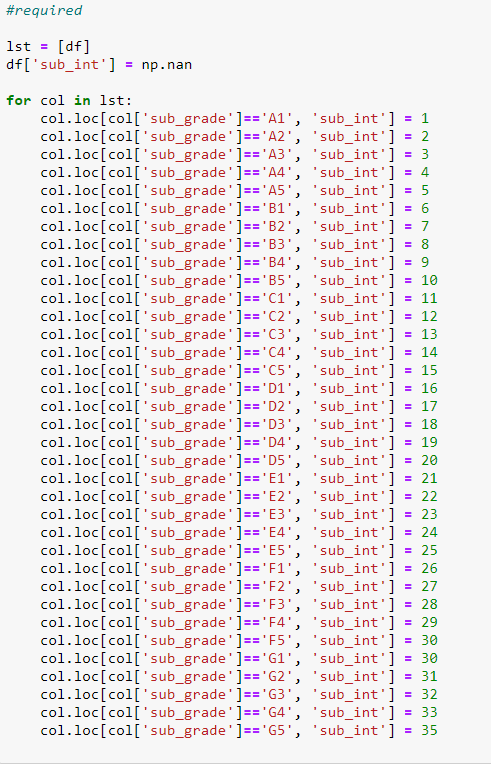 #required
lst = [df]
df['sub_int'] = np.nan
for col in lst:
    col.loc[col['sub_grade']=='A1', 'sub_int'] = 1
    col.loc[col['sub_grade']=='A2', 'sub_int'] = 2
    col.loc[col['sub_grade']=='A3', 'sub_int'] = 3
    col.loc[col['sub_grade']=='A4', 'sub_int'] = 4
    col.loc[col['sub_grade']=='A5', 'sub_int'] = 5
    col.loc[col['sub_grade']=='B1', 'sub_int'] = 6
    col.loc[col['sub_grade']=='B2', 'sub_int'] = 7
    col.loc[col['sub_grade']=='B3', 'sub_int'] = 8
    col.loc[col['sub_grade']=='B4', 'sub_int'] = 9
    col.loc[col['sub_grade']=='B5', 'sub_int'] = 10
    col.loc[col['sub_grade']=='C1', 'sub_int'] = 11
    col.loc[col['sub_grade']=='C2', 'sub_int'] = 12
    col.loc[col['sub_grade']=='C3', 'sub_int'] = 13
    col.loc[col['sub_grade']=='C4', 'sub_int'] = 14
    col.loc[col['sub_grade']=='C5', 'sub_int'] = 15
    col.loc[col['sub_grade']=='D1', 'sub_int'] = 16
    col.loc[col['sub_grade']=='D2', 'sub_int'] = 17
    col.loc[col['sub_grade']=='D3', 'sub_int'] = 18
    col.loc[col['sub_grade']=='D4', 'sub_int'] = 19
    col.loc[col['sub_grade']=='D5', 'sub_int'] = 20
    col.loc[col['sub_grade']=='E1', 'sub_int'] = 21
    col.loc[col['sub_grade']=='E2', 'sub_int'] = 22
    col.loc[col['sub_grade']=='E3', 'sub_int'] = 23
    col.loc[col['sub_grade']=='E4', 'sub_int'] = 24
    col.loc[col['sub_grade']=='E5', 'sub_int'] = 25
    col.loc[col['sub_grade']=='F1', 'sub_int'] = 26
    col.loc[col['sub_grade']=='F2', 'sub_int'] = 27
    col.loc[col['sub_grade']=='F3', 'sub_int'] = 28
    col.loc[col['sub_grade']=='F4', 'sub_int'] = 29
    col.loc[col['sub_grade']=='F5', 'sub_int'] = 30
    col.loc[col['sub_grade']=='G1', 'sub_int'] = 30
    col.loc[col['sub_grade']=='G2', 'sub_int'] = 31
    col.loc[col['sub_grade']=='G3', 'sub_int'] = 32
    col.loc[col['sub_grade']=='G4', 'sub_int'] = 33
    col.loc[col['sub_grade']=='G5', 'sub_int'] = 35